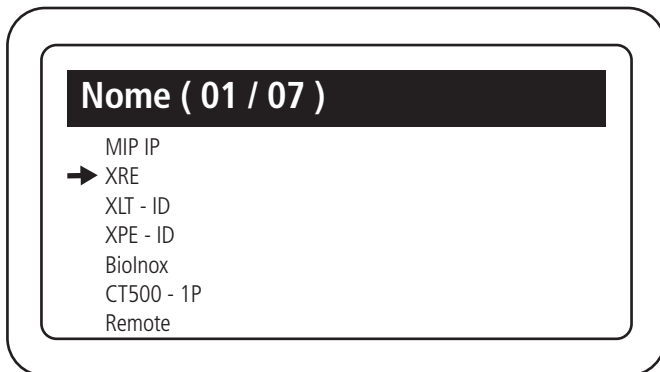 Nome ( 01 / 07 )
MIP IP
XRE
XLT - ID
XPE - ID
BioInox
CT500 - 1P
Remote